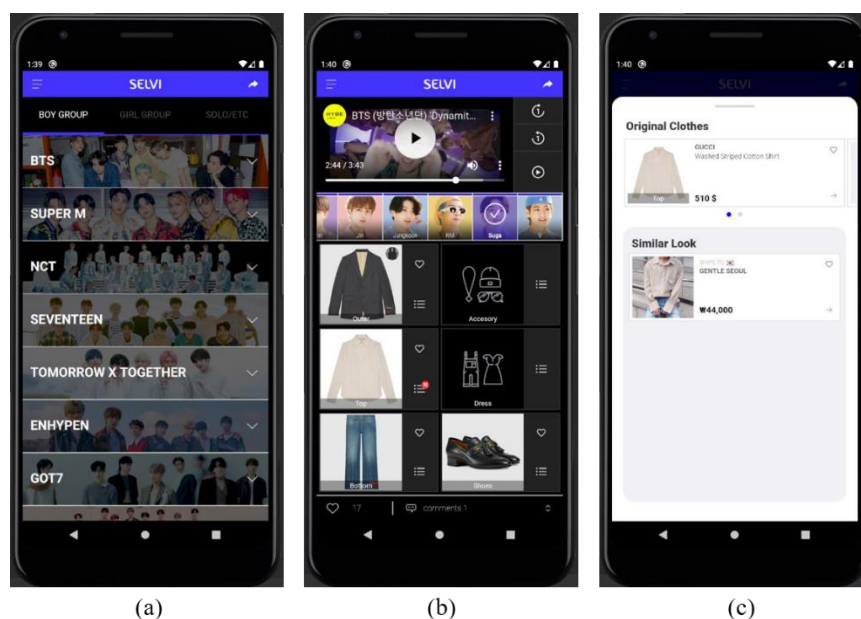 1:39
SELVI
BOY GROUP GIRL GROUP SOLO/ETC
BTS
SUPER M
NCT
SEVENTEEN
TOMORROW X TOGETHER
ENHYPEN
GOT7
(a)
1:40
SELVI
HYBE
BTS (방탄소년단) 'Dynamit...
2:44 / 3:43
Jin Jungkook RM Suga V
Outer Accesory
Top Dress
N
Bottom Shoes
17 comments 1
(b)
1:40
SELVI
Original Clothes
GUCCI
Washed Striped Cotton Shirt
Top
510 $
Similar Look
GENTLE SEOUL
₩44,000
(c)